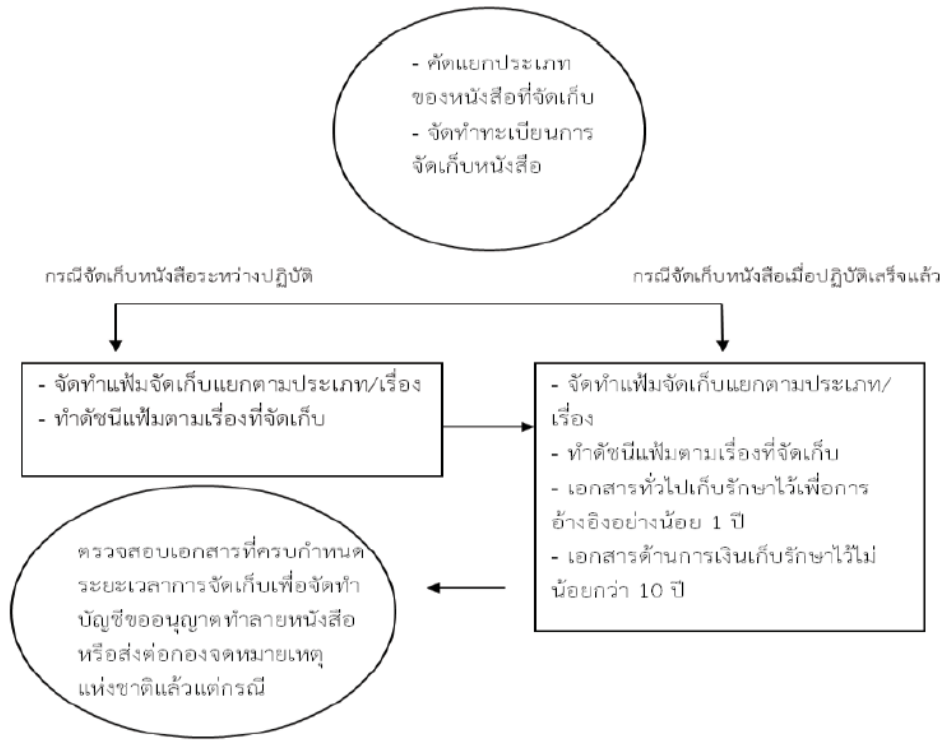 - คัดแยกประเภท
ของหนังสือที่จัดเก็บ
- จัดทำทะเบียนการ
จัดเก็บหนังสือ
กรณีจัดเก็บหนังสือระหว่างปฏิบัติ
กรณีจัดเก็บหนังสือเมื่อปฏิบัติเสร็จแล้ว
- จัดทำแฟ้มจัดเก็บแยกตามประเภท/เรื่อง
- ทำดัชนีแฟ้มตามเรื่องที่จัดเก็บ
- จัดทำแฟ้มจัดเก็บแยกตามประเภท/
เรื่อง
- ทำดัชนีแฟ้มตามเรื่องที่จัดเก็บ
- เอกสารทั่วไปเก็บรักษาไว้เพื่อการ
อ้างอิงอย่างน้อย 1 ปี
- เอกสารด้านการเงินเก็บรักษาไว้ไม่
น้อยกว่า 10 ปี
ตรวจสอบเอกสารที่ครบกำหนด
ระยะเวลาการจัดเก็บเพื่อจัดทำ
บัญชีขออนุญาตทำลายหนังสือ
หรือส่งต่อกองจดหมายเหตุ
แห่งชาติแล้วแต่กรณี